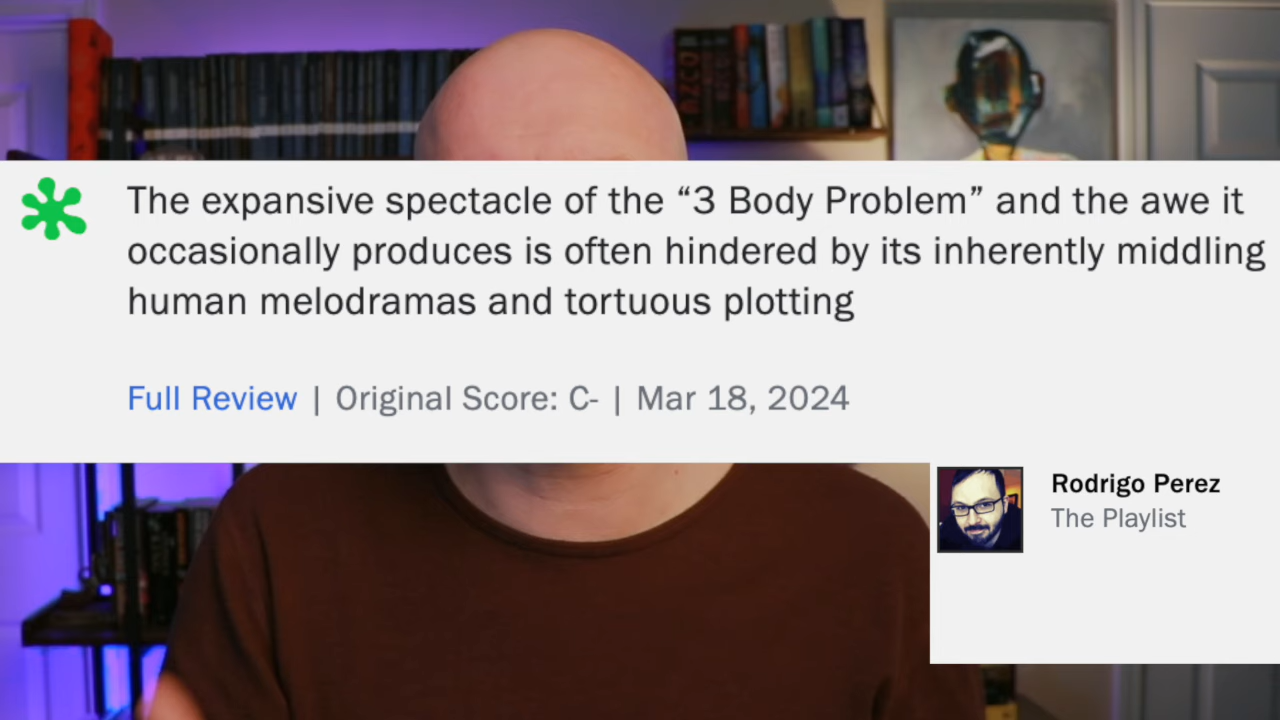 The expansive spectacle of the “3 Body Problem” and the awe it
occasionally produces is often hindered by its inherently middling
human melodramas and tortuous plotting
Full Review | Original Score: C- | Mar 18, 2024
Rodrigo Perez
The Playlist